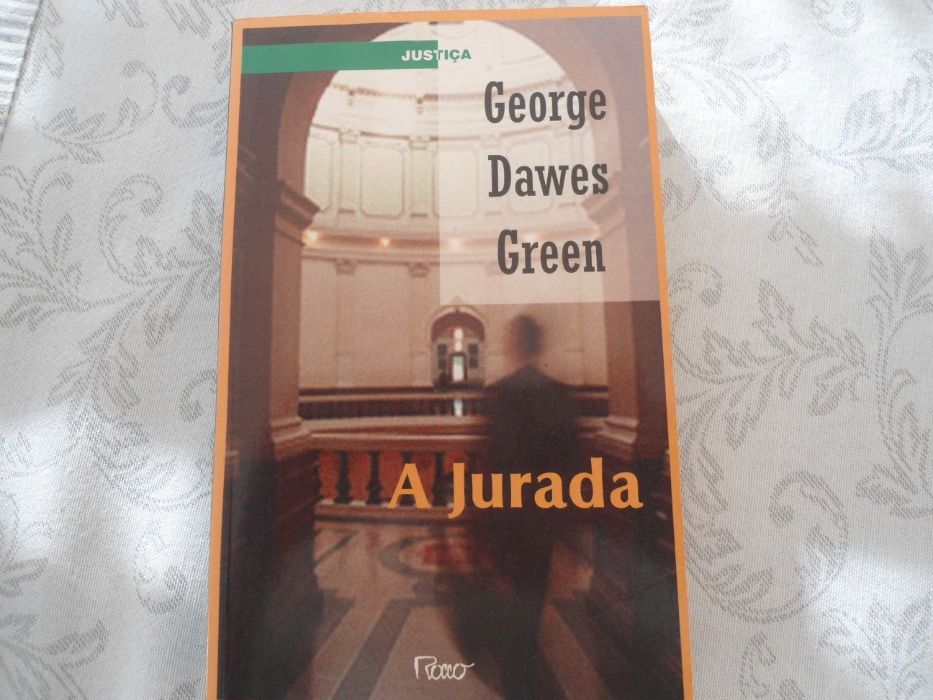 JUSTIÇA
George
Dawes
Green
A Jurada
Rocco